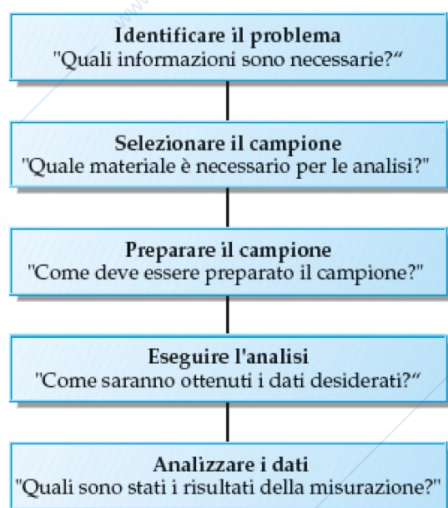 www.
Identificare il problema
"Quali informazioni sono necessarie?“
Selezionare il campione
"Quale materiale è necessario per le analisi?"
Preparare il campione
"Come deve essere preparato il campione?"
Eseguire l'analisi
"Come saranno ottenuti i dati desiderati?“
Analizzare i dati
"Quali sono stati i risultati della misurazione?"